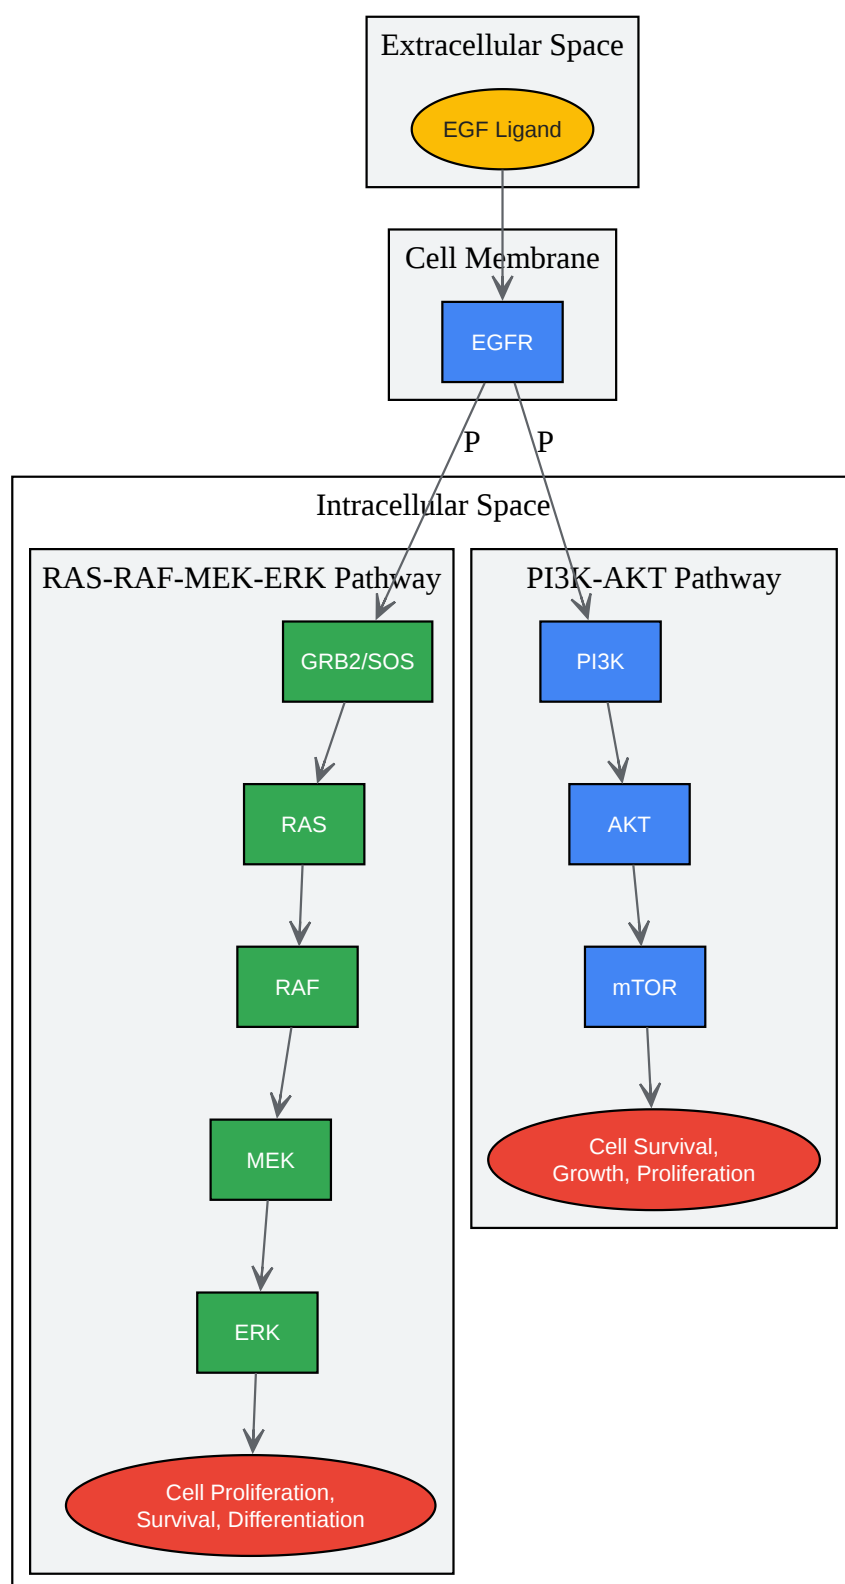 Extracellular Space
EGF Ligand
Cell Membrane
EGFR
P
P
Intracellular Space
RAS-RAF-MEK-ERK Pathway
GRB2/SOS
RAS
RAF
MEK
ERK
Cell Proliferation,
Survival, Differentiation
PI3K-AKT Pathway
PI3K
AKT
mTOR
Cell Survival,
Growth, Proliferation